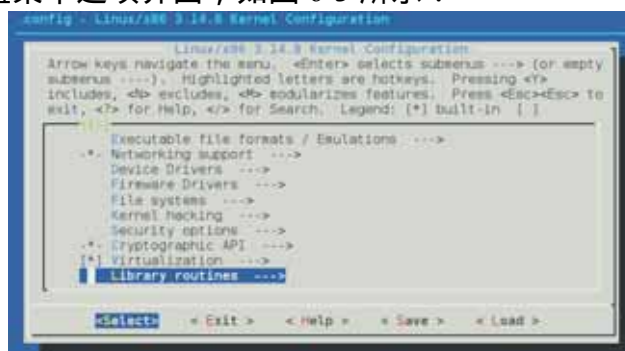 config - Linux/x86 3.14.8 Kernel Configuration
Linux/x86 3.14.8 Kernel Configuration
Arrow keys navigate the menu. <Enter> selects submenus ---> (or empty
submenus ----). Highlighted letters are hotkeys. Pressing <Y>
includes, <N> excludes, <M> modularizes features. Press <Esc><Esc> to
exit, <?> for Help, </> for Search. Legend: [*] built-in [ ]
Executable file formats / Emulations --->
-*- Networking support --->
Device Drivers --->
Firmware Drivers --->
File systems --->
Kernel hacking --->
Security options --->
-*- Cryptographic API --->
[*] Virtualization --->
Library routines --->
<Select> < Exit > < Help > < Save > < Load >